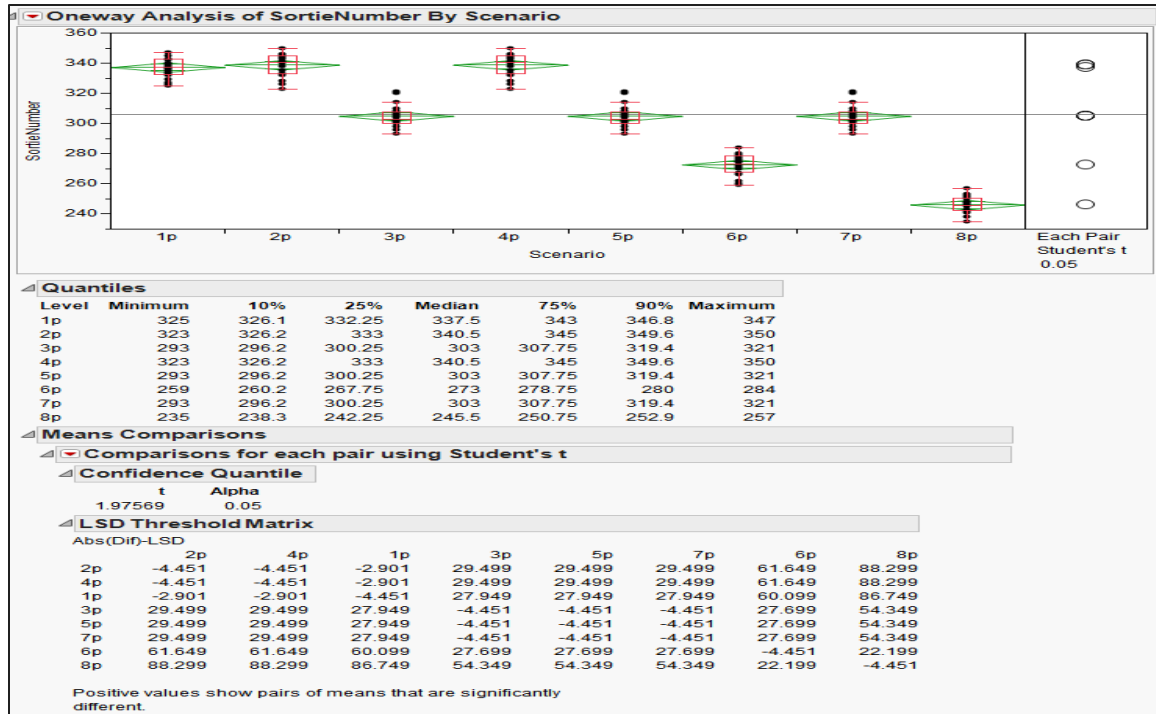 Oneway Analysis of SortieNumber By Scenario
360
340
320
300
280
260
240
SortieNumber
1p 2p 3p 4p 5p 6p 7p 8p
Scenario
Each Pair
Student's t
0.05
Quantiles
Level Minimum 10% 25% Median 75% 90% Maximum
1p 325 326.1 332.25 337.5 343 346.8 347
2p 323 326.2 333 340.5 345 349.6 350
3p 293 296.2 300.25 303 307.75 319.4 321
4p 323 326.2 333 340.5 345 349.6 350
5p 293 296.2 300.25 303 307.75 319.4 321
6p 259 260.2 267.75 273 278.75 280 284
7p 293 296.2 300.25 303 307.75 319.4 321
8p 235 238.3 242.25 245.5 250.75 252.9 257
Means Comparisons
Comparisons for each pair using Student's t
Confidence Quantile
t Alpha
1.97569 0.05
LSD Threshold Matrix
Abs(Dif)-LSD
2p 4p 1p 3p 5p 7p 6p 8p
2p -4.451 -4.451 -2.901 29.499 29.499 29.499 61.649 88.299
4p -4.451 -4.451 -2.901 29.499 29.499 29.499 61.649 88.299
1p -2.901 -2.901 -4.451 27.949 27.949 27.949 60.099 86.749
3p 29.499 29.499 27.949 -4.451 -4.451 -4.451 27.699 54.349
5p 29.499 29.499 27.949 -4.451 -4.451 -4.451 27.699 54.349
7p 29.499 29.499 27.949 -4.451 -4.451 -4.451 27.699 54.349
6p 61.649 61.649 60.099 27.699 27.699 27.699 -4.451 22.199
8p 88.299 88.299 86.749 54.349 54.349 54.349 22.199 -4.451
Positive values show pairs of means that are significantly
different.